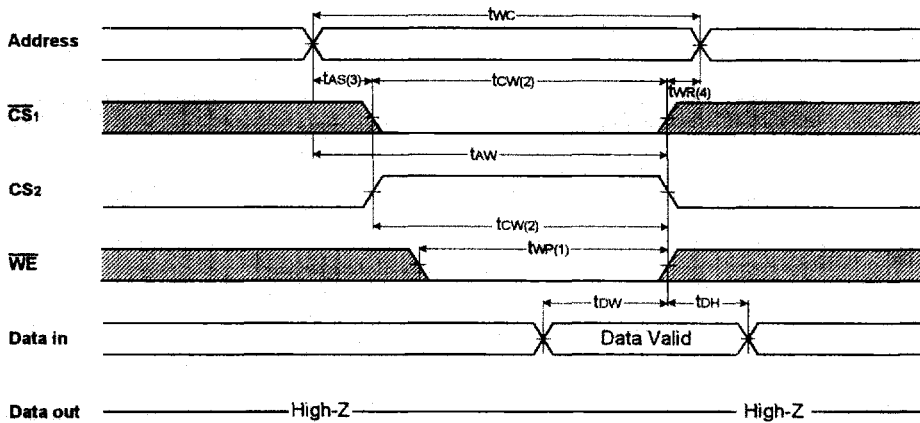 tWC
Address
tAS(3) tCW(2) tWR(4)
CS1
tAW
CS2
tCW(2)
tWP(1)
WE
tDW tDH
Data in Data Valid
Data out High-Z High-Z